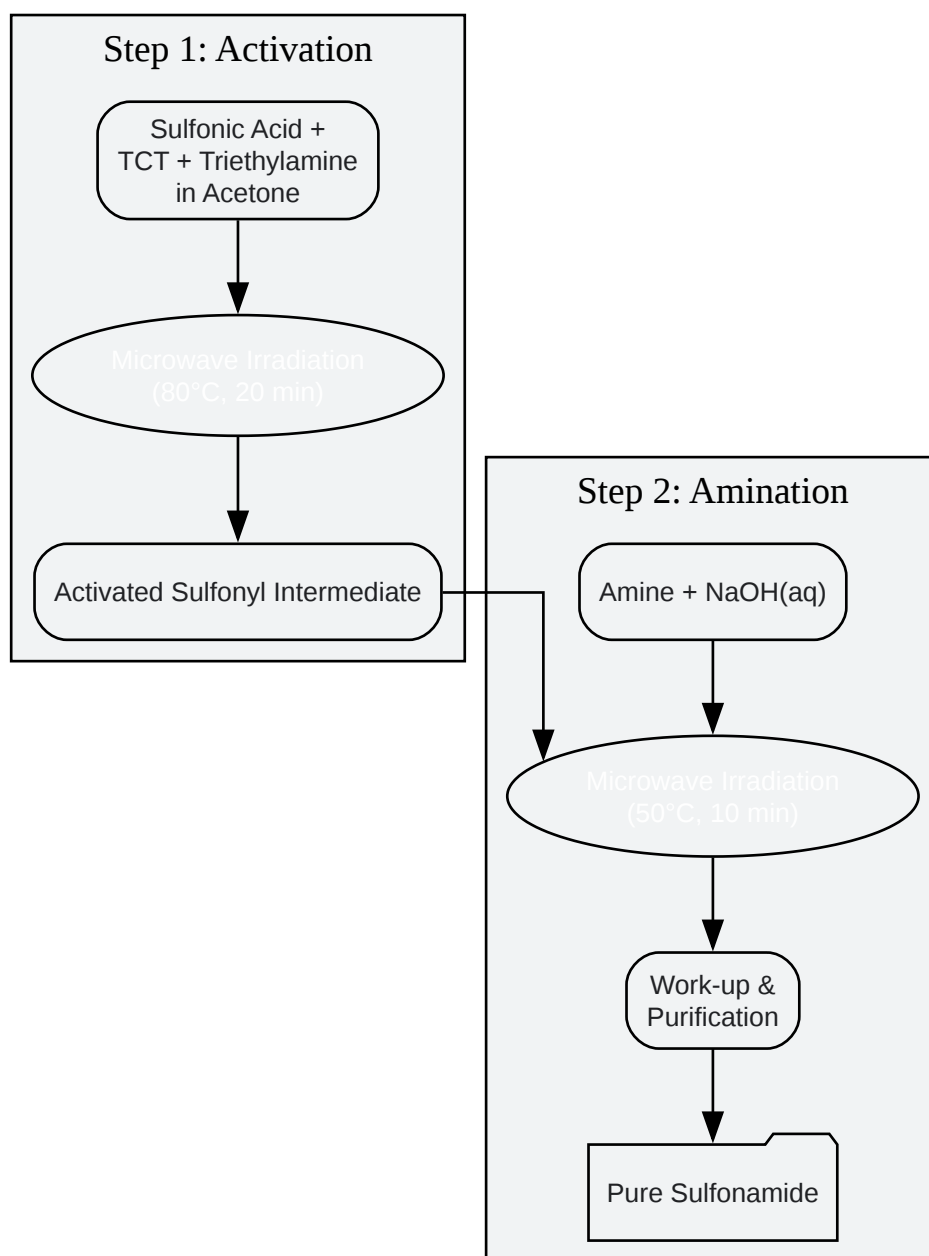 Step 1: Activation
Sulfonic Acid +
TCT + Triethylamine
in Acetone
Microwave Irradiation
(80°C, 20 min)
Activated Sulfonyl Intermediate
Step 2: Amination
Amine + NaOH(aq)
Microwave Irradiation
(50°C, 10 min)
Work-up &
Purification
Pure Sulfonamide